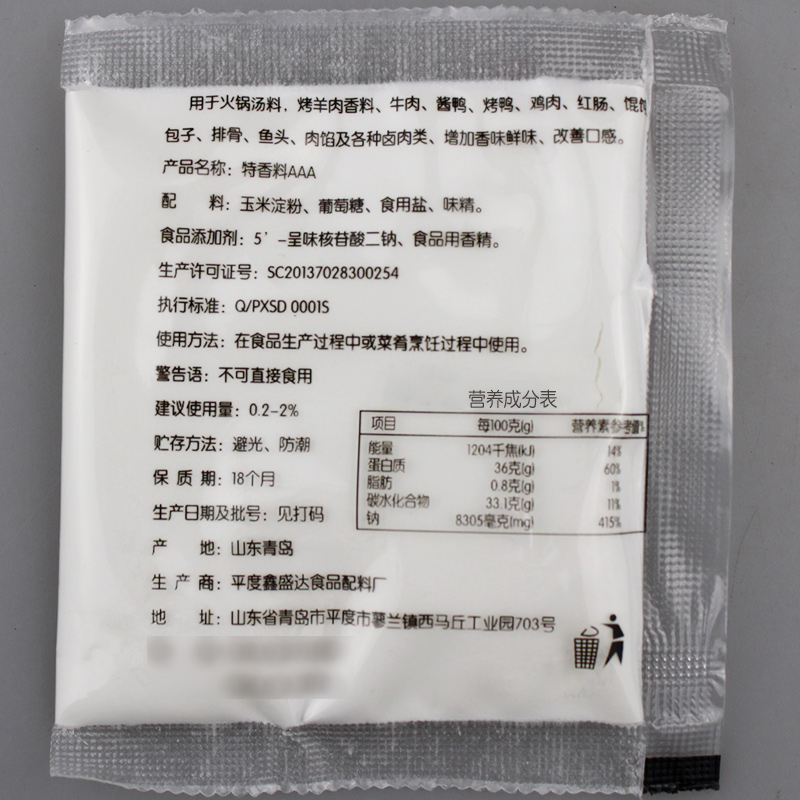 用于火锅汤料，烤羊肉香料、牛肉、酱鸭、烤鸭、鸡肉、红肠、馄饨
包子、排骨、鱼头、肉馅及各种卤肉类、增加香味鲜味、改善口感。
产品名称：特香料AAA
配 料：玉米淀粉、葡萄糖、食用盐、味精。
食品添加剂：5'-呈味核苷酸二钠、食品用香精。
生产许可证号：SC20137028300254
执行标准：Q/PXSD 0001S
使用方法：在食品生产过程中或菜肴烹饪过程中使用。
警告语：不可直接食用
建议使用量：0.2-2%
贮存方法：避光、防潮
保 质 期：18个月
生产日期及批号：见打码
产 地：山东青岛
生 产 商：平度鑫盛达食品配料厂
地 址：山东省青岛市平度市蓼兰镇西马丘工业园703号
营养成分表
项目 每100克(g) 营养素参考值%
能量 1204千焦(kJ) 14%
蛋白质 36克(g) 60%
脂肪 0.8克(g) 1%
碳水化合物 33.1克(g) 11%
钠 8305毫克(mg) 415%